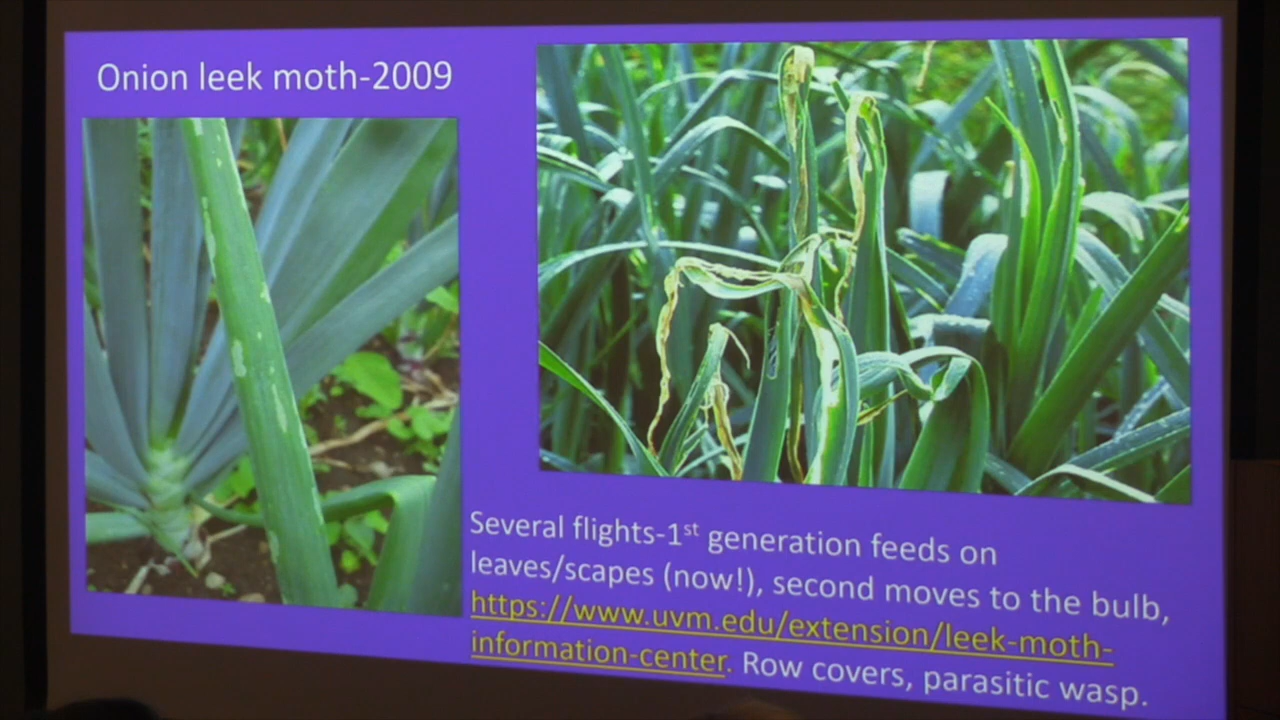 Onion leek moth-2009
Several flights-1st generation feeds on
leaves/scapes (now!), second moves to the bulb,
https://www.uvm.edu/extension/leek-moth-
information-center. Row covers, parasitic wasp.